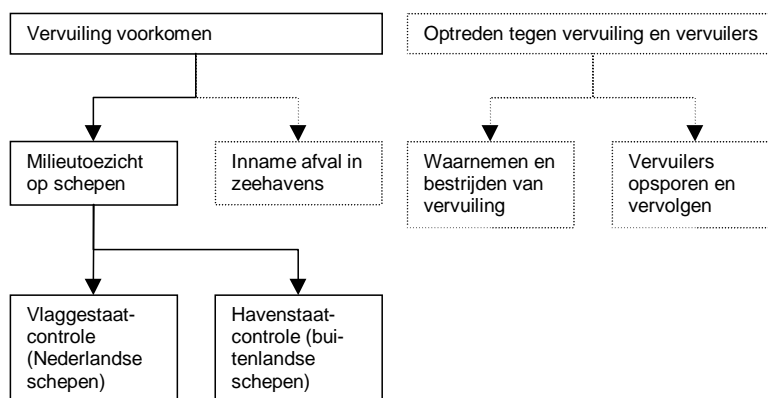 Vervuiling voorkomen
Optreden tegen vervuiling en vervuilers
Milieutoezicht
op schepen
Inname afval in
zeehavens
Waarnemen en
bestrijden van
vervuiling
Vervuilers
opsporen en
vervolgen
Vlaggestaat-
controle
(Nederlandse
schepen)
Havenstaat-
controle (bui-
tenlandse
schepen)